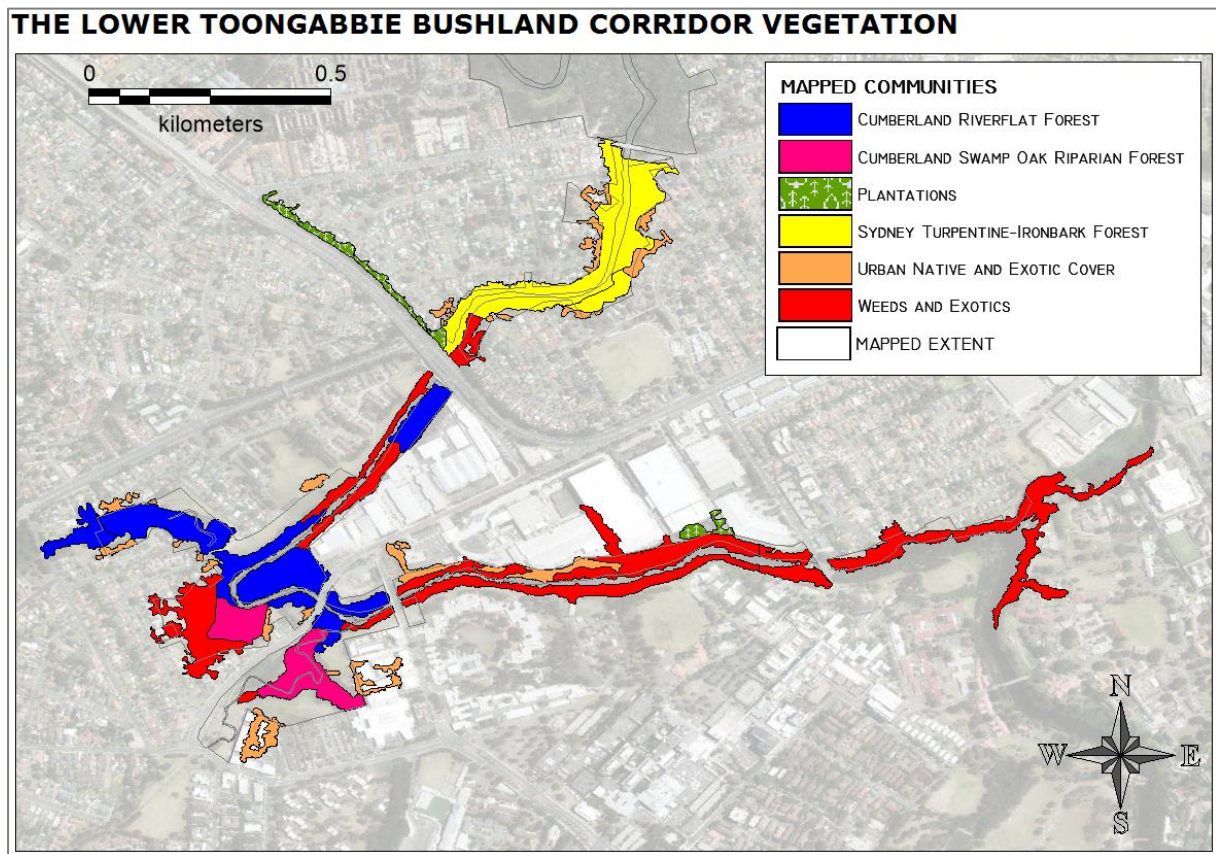 THE LOWER TOONGABBIE BUSHLAND CORRIDOR VEGETATION
0 0.5
kilometers
MAPPED COMMUNITIES
CUMBERLAND RIVERFLAT FOREST
CUMBERLAND SWAMP OAK RIPARIAN FOREST
PLANTATIONS
SYDNEY TURPENTINE-IRONBARK FOREST
URBAN NATIVE AND EXOTIC COVER
WEEDS AND EXOTICS
MAPPED EXTENT
N
W E
S